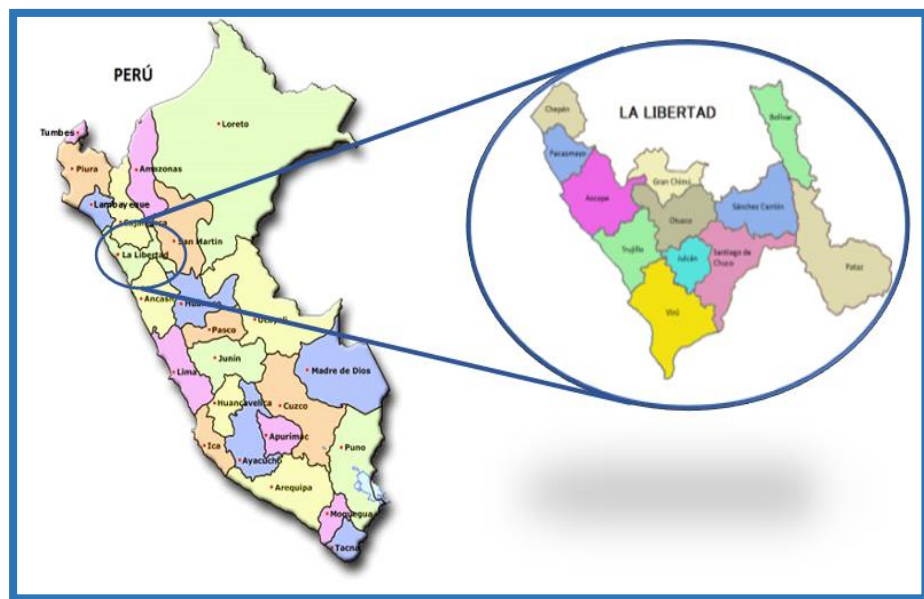 PERÚ
Tumbes
Loreto
Piura
Amazonas
Lambayeque
Cajamarca
San Martín
La Libertad
Ancash
Huánuco
Ucayali
Pasco
Junín
Lima
Madre de Dios
Huancavelica
Cuzco
Apurímac
Ica
Ayacucho
Puno
Arequipa
Moquegua
Tacna
LA LIBERTAD
Chepén
Bolívar
Pacasmayo
Gran Chimú
Ascope
Otuzco
Sánchez Carrión
Trujillo
Julcán
Santiago de
Chuco
Pataz
Virú